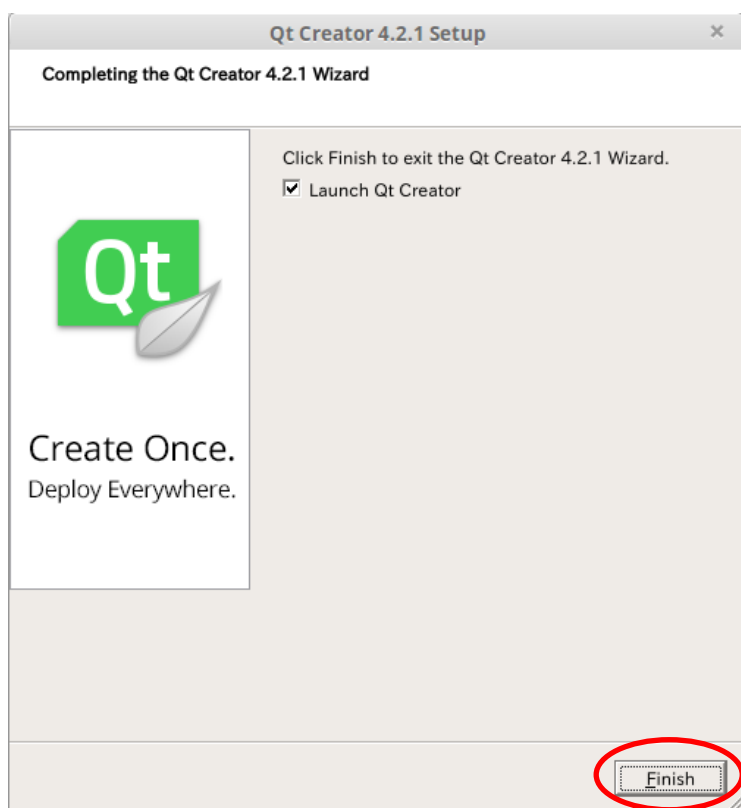 Qt Creator 4.2.1 Setup
Completing the Qt Creator 4.2.1 Wizard
Click Finish to exit the Qt Creator 4.2.1 Wizard.
Launch Qt Creator
Qt
Create Once.
Deploy Everywhere.
Finish